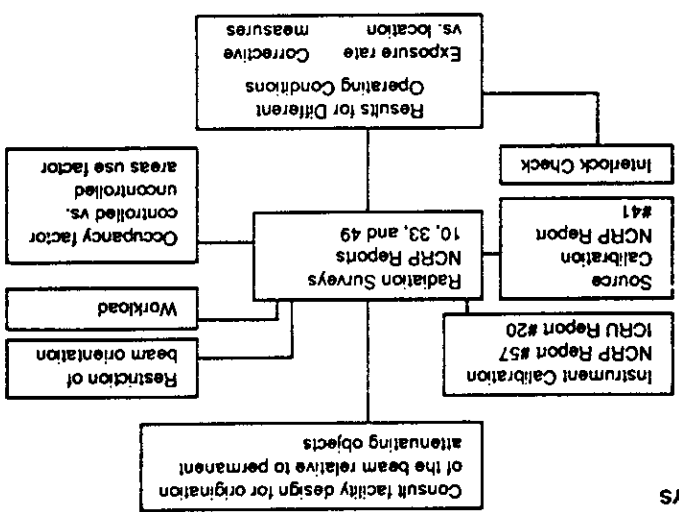 rs
Consult facility design for origination
of the beam relative to permanent
attenuating objects
Instrument Calibration
NCRP Report #57
ICRU Report #20
Restriction of
beam orientation
Workload
Source
Calibration
NCRP Report
#41
Radiation Surveys
NCRP Reports
10, 33, and 49
Occupancy factor
controlled vs.
uncontrolled
areas use factor
Interlock Check
Results for Different
Operating Conditions
Exposure rate Corrective
vs. location measures